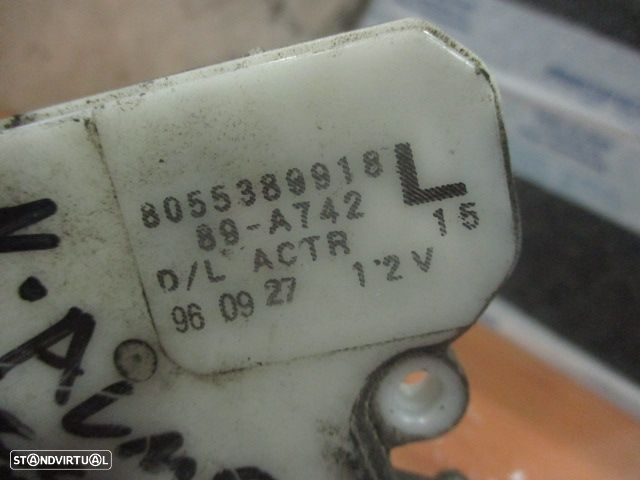 8055389918 L
89-A742 15
D/L ACTR 12V
96 09 27
N.
STANDVIRTUAL